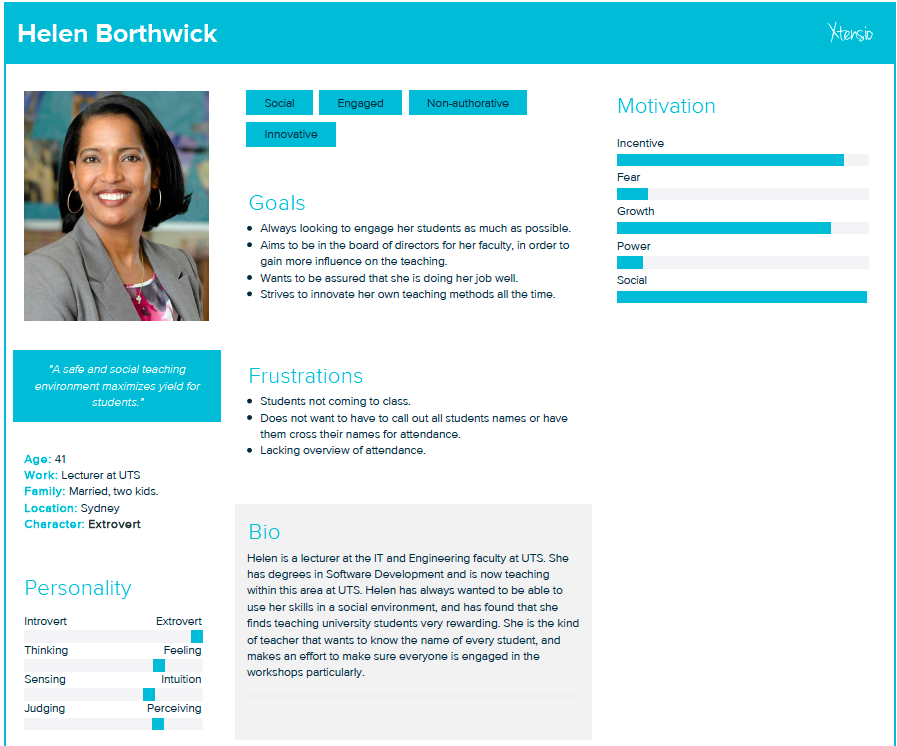 Helen Borthwick
Xtensio
Social
Engaged
Non-authorative
Innovative
Goals
Always looking to engage her students as much as possible.
Aims to be in the board of directors for her faculty, in order to
gain more influence on the teaching.
Wants to be assured that she is doing her job well.
Strives to innovate her own teaching methods all the time.
Motivation
Incentive
Fear
Growth
Power
Social
"A safe and social teaching
environment maximizes yield for
students."
Frustrations
Students not coming to class.
Does not want to have to call out all students names or have
them cross their names for attendance.
Lacking overview of attendance.
Age: 41
Work: Lecturer at UTS
Family: Married, two kids.
Location: Sydney
Character: Extrovert
Personality
Introvert Extrovert
Thinking Feeling
Sensing Intuition
Judging Perceiving
Bio
Helen is a lecturer at the IT and Engineering faculty at UTS. She
has degrees in Software Development and is now teaching
within this area at UTS. Helen has always wanted to be able to
use her skills in a social environment, and has found that she
finds teaching university students very rewarding. She is the kind
of teacher that wants to know the name of every student, and
makes an effort to make sure everyone is engaged in the
workshops particularly.